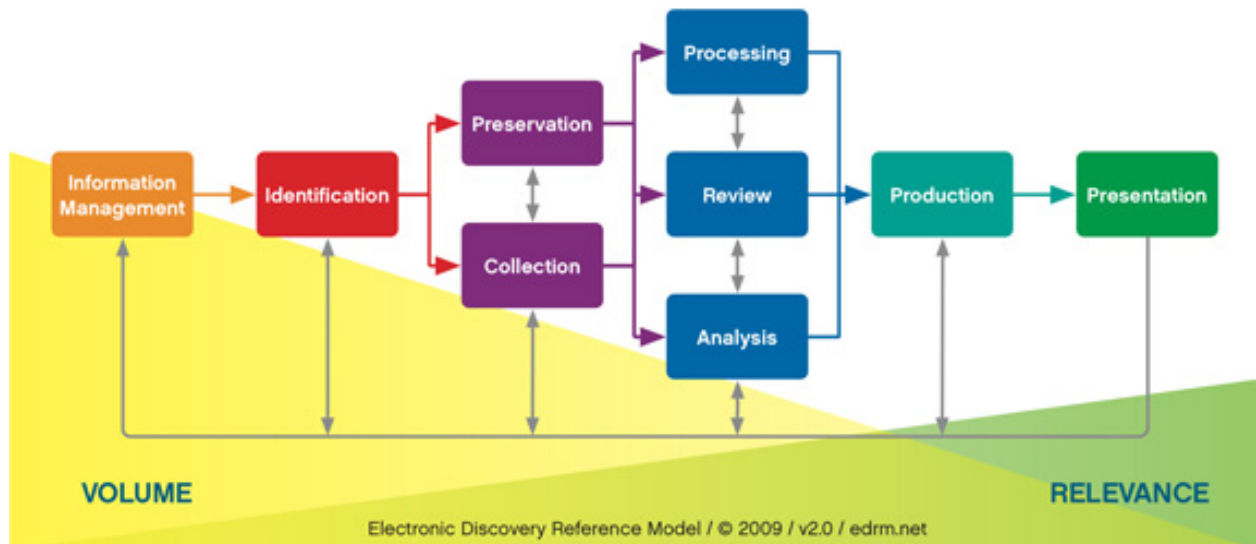 Processing
Preservation
Information
Management
Identification
Review
Production
Presentation
Collection
Analysis
VOLUME
RELEVANCE
Electronic Discovery Reference Model / © 2009 / v2.0 / edrm.net